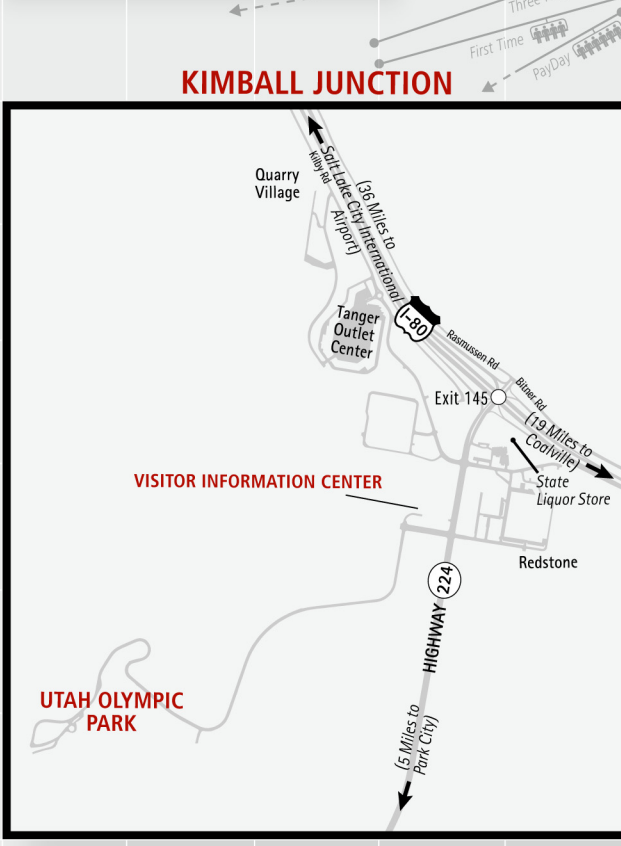 Three
First Time
PayDay
KIMBALL JUNCTION
Quarry
Village
Kilby Rd
(36 Miles to
Salt Lake City International
Airport)
Tanger
Outlet
Center
I-80
Rasmussen Rd
Exit 145
Bitner Rd
(19 Miles to
Coalville)
VISITOR INFORMATION CENTER
State
Liquor Store
Redstone
224
HIGHWAY
UTAH OLYMPIC
PARK
(5 Miles to
Park City)